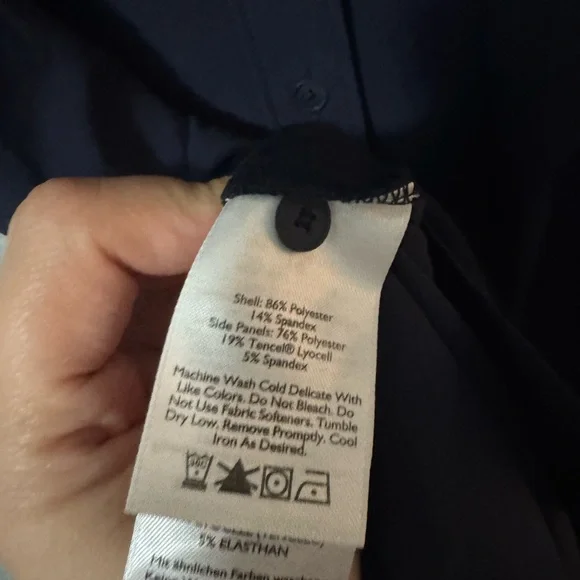 Shell: 86% Polyester
14% Spandex
Side Panels: 76% Polyester
19% Tencel® Lyocell
5% Spandex
Machine Wash Cold Delicate With
Like Colors. Do Not Bleach. Do
Not Use Fabric Softeners. Tumble
Dry Low. Remove Promptly. Cool
Iron As Desired.
30C
5% ELASTHAN
Mit ähnlichen Farben
Keine